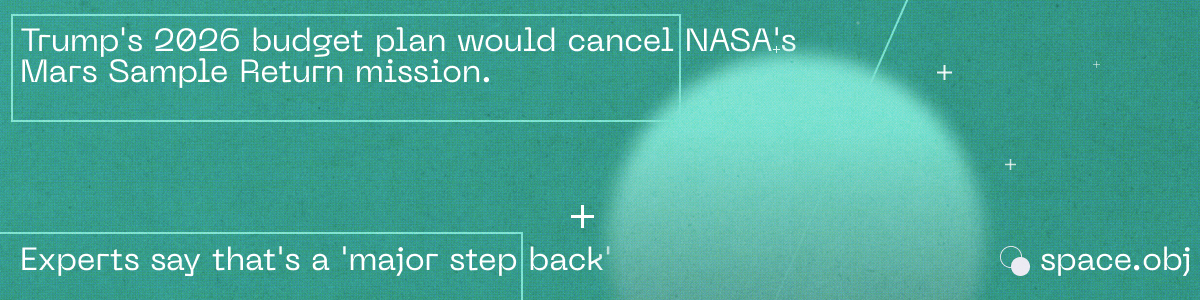 Trump's 2026 budget plan would cancel NASA's
Mars Sample Return mission.
Experts say that's a 'major step back'
space.obj